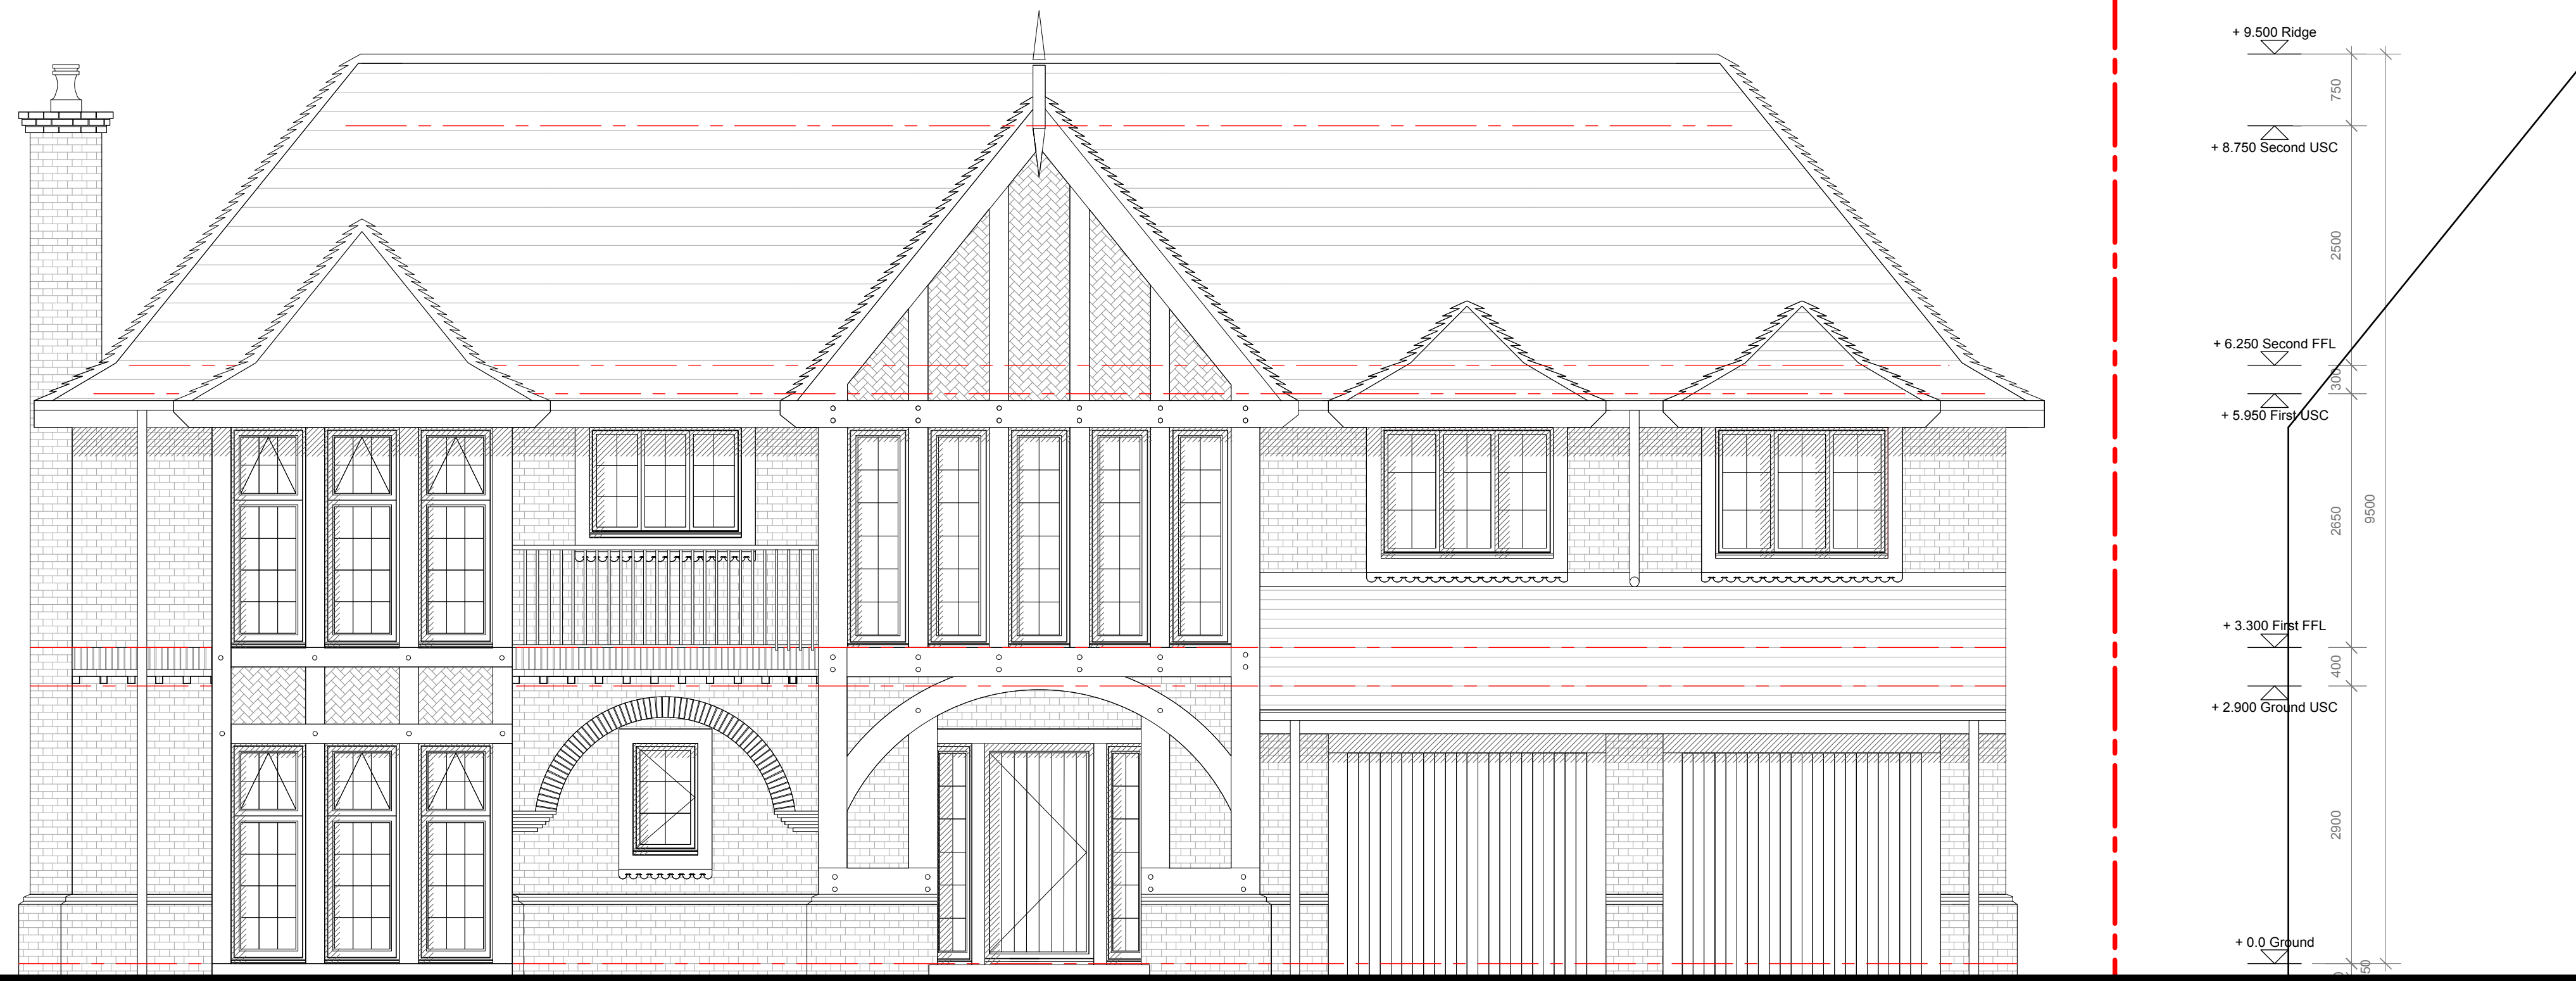 + 9.500 Ridge
750
+ 8.750 Second USC
2500
+ 6.250 Second FFL
300
+ 5.950 First USC
2650
9500
+ 3.300 First FFL
400
+ 2.900 Ground USC
2900
+ 0.0 Ground
50